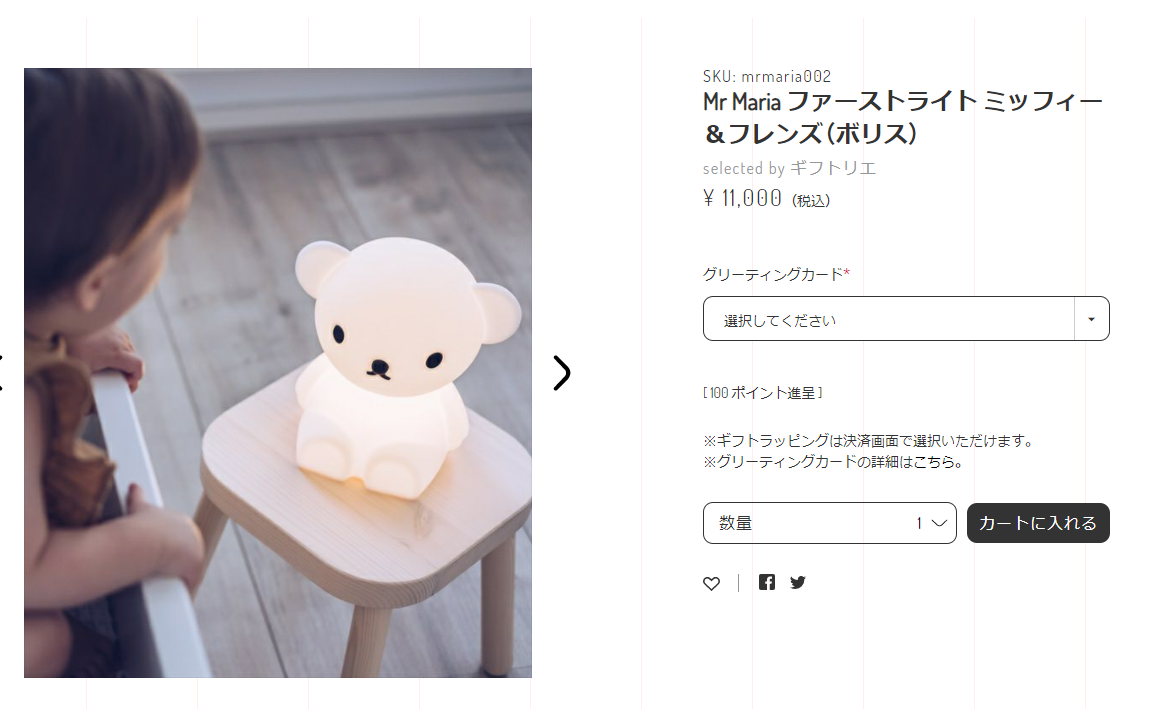 SKU: mrmaria002
Mr Maria ファーストライト ミッフィー
＆フレンズ（ボリス）
selected by ギフトリエ
¥ 11,000 （税込）
グリーティングカード*
選択してください
[ 100 ポイント進呈 ]
※ギフトラッピングは決済画面で選択いただけます。
※グリーティングカードの詳細はこちら。
数量 1
カートに入れる